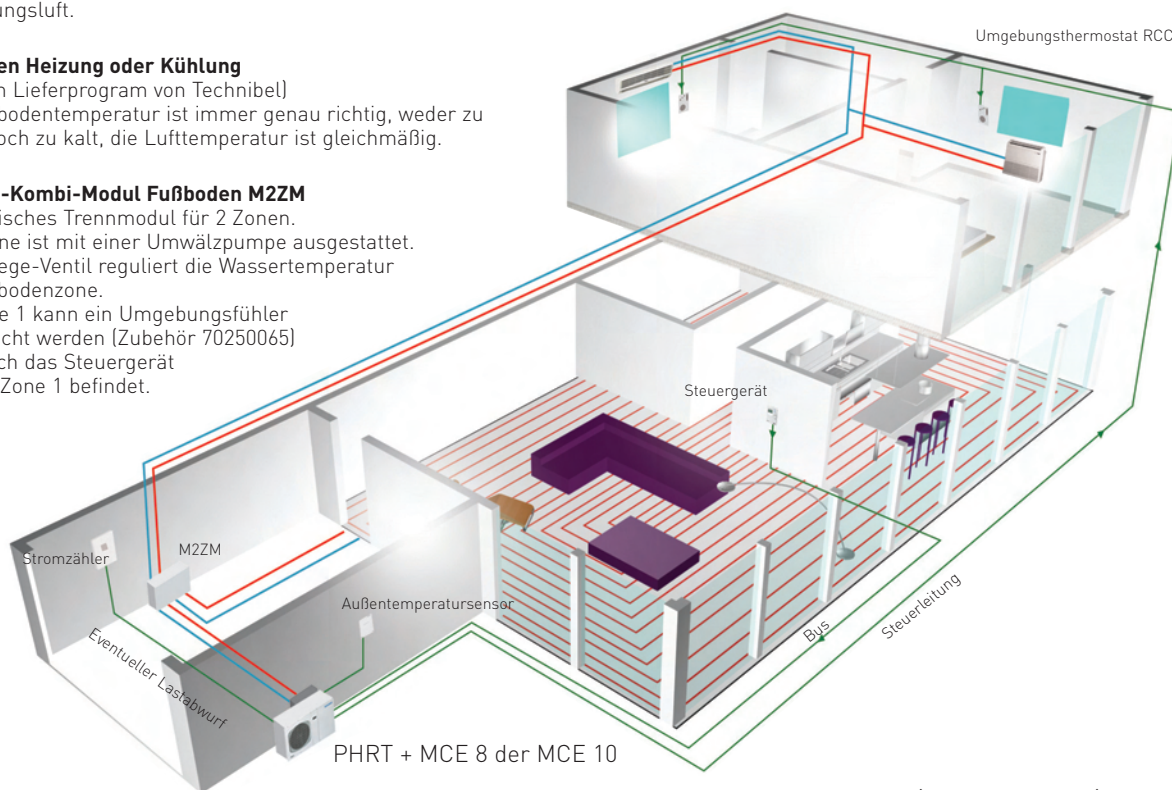 ungsluft.
en Heizung oder Kühlung
Lieferprogram von Technibel)
bodentemperatur ist immer genau richtig, weder zu
och zu kalt, die Lufttemperatur ist gleichmäßig.
-Kombi-Modul Fußboden M2ZM
isches Trennmodul für 2 Zonen.
ne ist mit einer Umwälzpumpe ausgestattet.
ege-Ventil reguliert die Wassertemperatur
bodenzone.
e 1 kann ein Umgebungsfühler
cht werden (Zubehör 70250065)
ch das Steuergerät
Zone 1 befindet.
Umgebungsthermostat RCC
Steuergerät
Stromzähler
M2ZM
Außentemperatursensor
Eventueller Lastabwurf
Bus
Steuerleitung
PHRT + MCE 8 der MCE 10